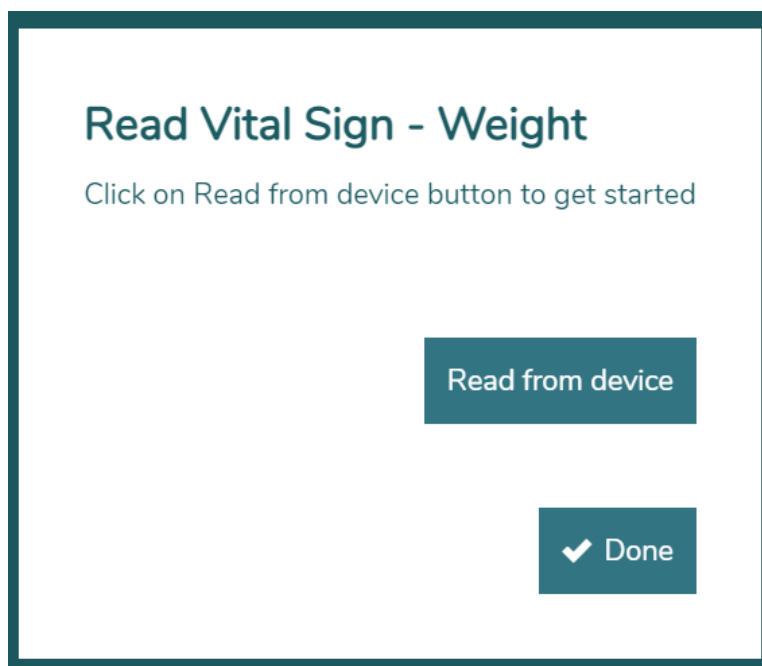 Read Vital Sign - Weight
Click on Read from device button to get started
Read from device
Done